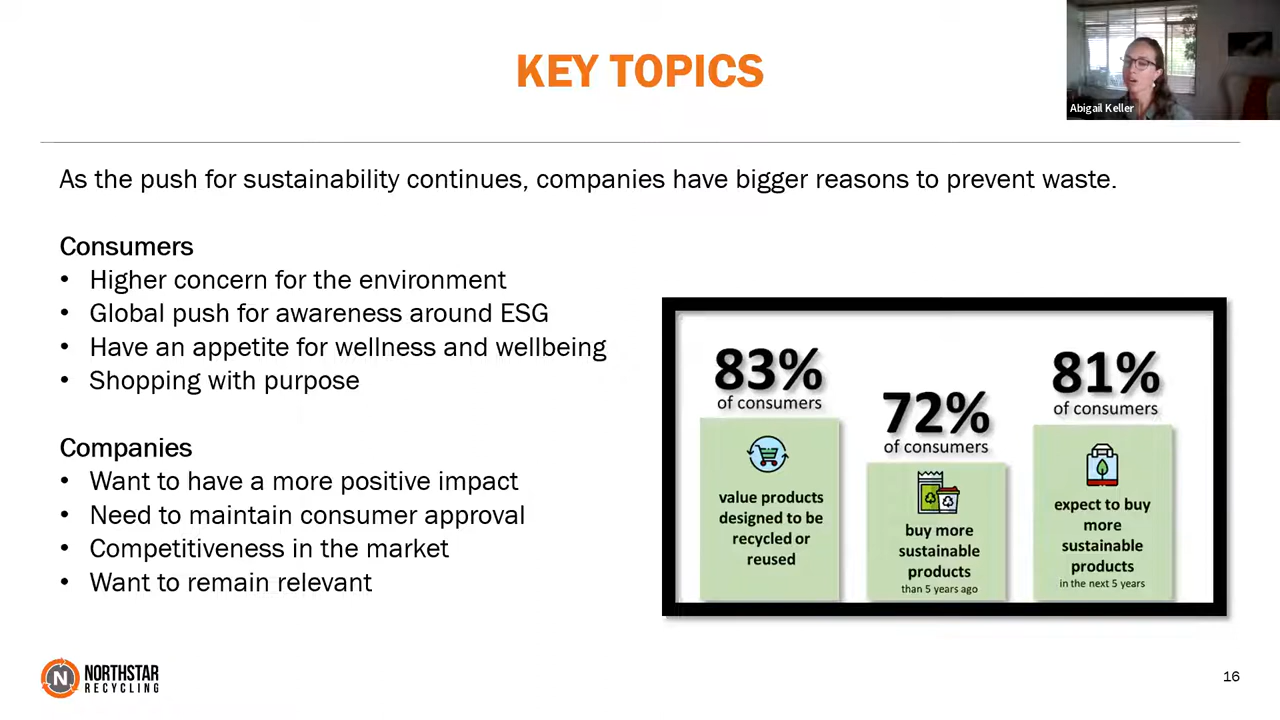 KEY TOPICS
Abigail Keller
As the push for sustainability continues, companies have bigger reasons to prevent waste.
Consumers
• Higher concern for the environment
• Global push for awareness around ESG
• Have an appetite for wellness and wellbeing
• Shopping with purpose
Companies
• Want to have a more positive impact
• Need to maintain consumer approval
• Competitiveness in the market
• Want to remain relevant
83%
of consumers
value products
designed to be
recycled or
reused
72%
of consumers
buy more
sustainable
products
than 5 years ago
81%
of consumers
expect to buy
more
sustainable
products
in the next 5 years
N
NORTHSTAR
RECYCLING
16